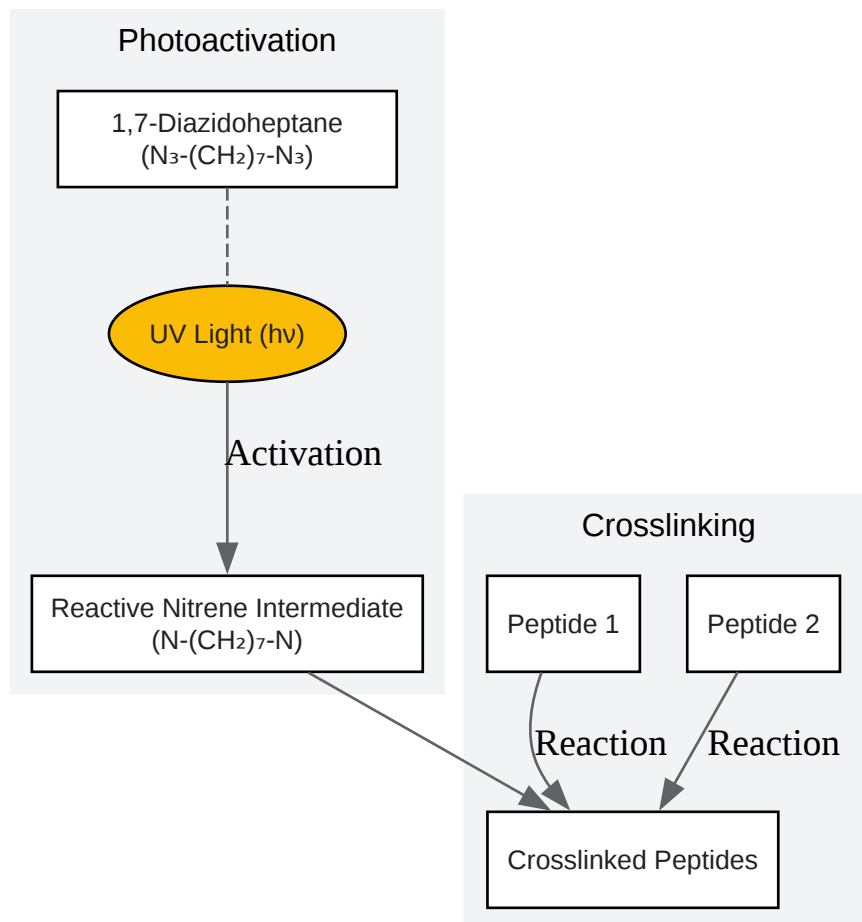 Photoactivation
1,7-Diazidoheptane
(N₃-(CH₂)₇-N₃)
UV Light (hν)
Activation
Reactive Nitrene Intermediate
(N-(CH₂)₇-N)
Crosslinking
Peptide 1
Peptide 2
Reaction
Reaction
Crosslinked Peptides